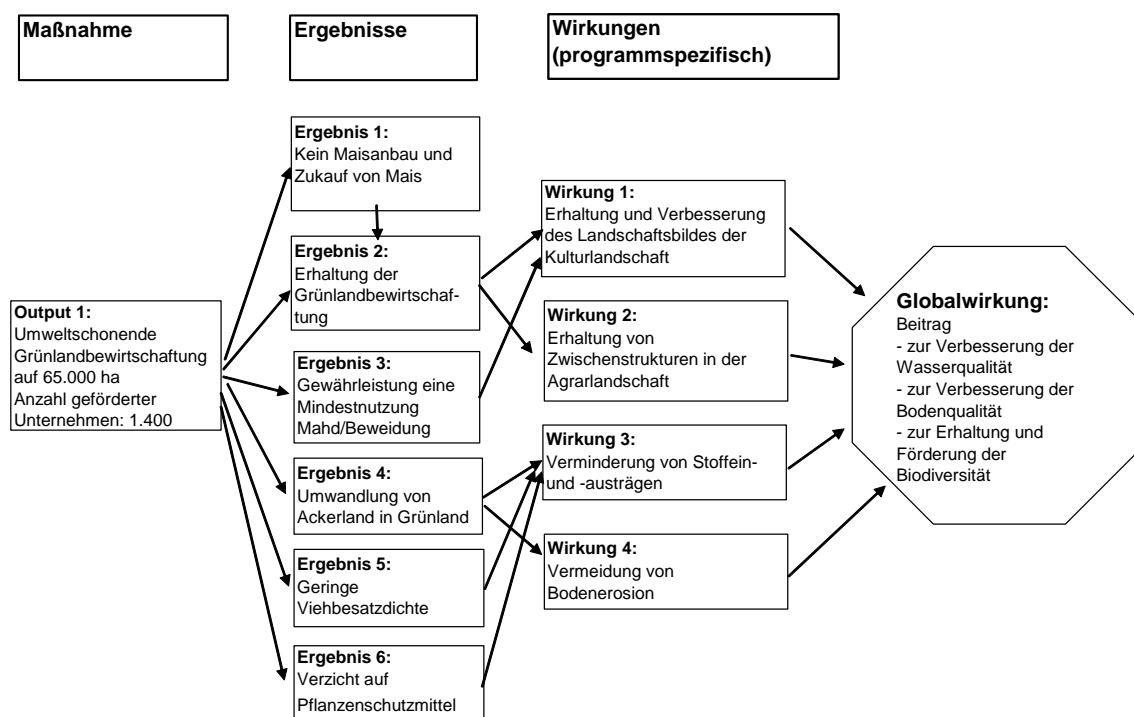 Maßnahme
Ergebnisse
Wirkungen
(programmspezifisch)
Output 1:
Umweltschonende
Grünlandbewirtschaftung
auf 65.000 ha
Anzahl geförderter
Unternehmen: 1.400
Ergebnis 1:
Kein Maisanbau und
Zukauf von Mais
Ergebnis 2:
Erhaltung der
Grünlandbewirtschaf-
tung
Ergebnis 3:
Gewährleistung eine
Mindestnutzung
Mahd/Beweidung
Ergebnis 4:
Umwandlung von
Ackerland in Grünland
Ergebnis 5:
Geringe
Viehbesatzdichte
Ergebnis 6:
Verzicht auf
Pflanzenschutzmittel
Wirkung 1:
Erhaltung und Verbesserung
des Landschaftsbildes der
Kulturlandschaft
Wirkung 2:
Erhaltung von
Zwischenstrukturen in der
Agrarlandschaft
Wirkung 3:
Verminderung von Stoffein-
und -austrägen
Wirkung 4:
Vermeidung von
Bodenerosion
Globalwirkung:
Beitrag
- zur Verbesserung der
Wasserqualität
- zur Verbesserung der
Bodenqualität
- zur Erhaltung und
Förderung der
Biodiversität